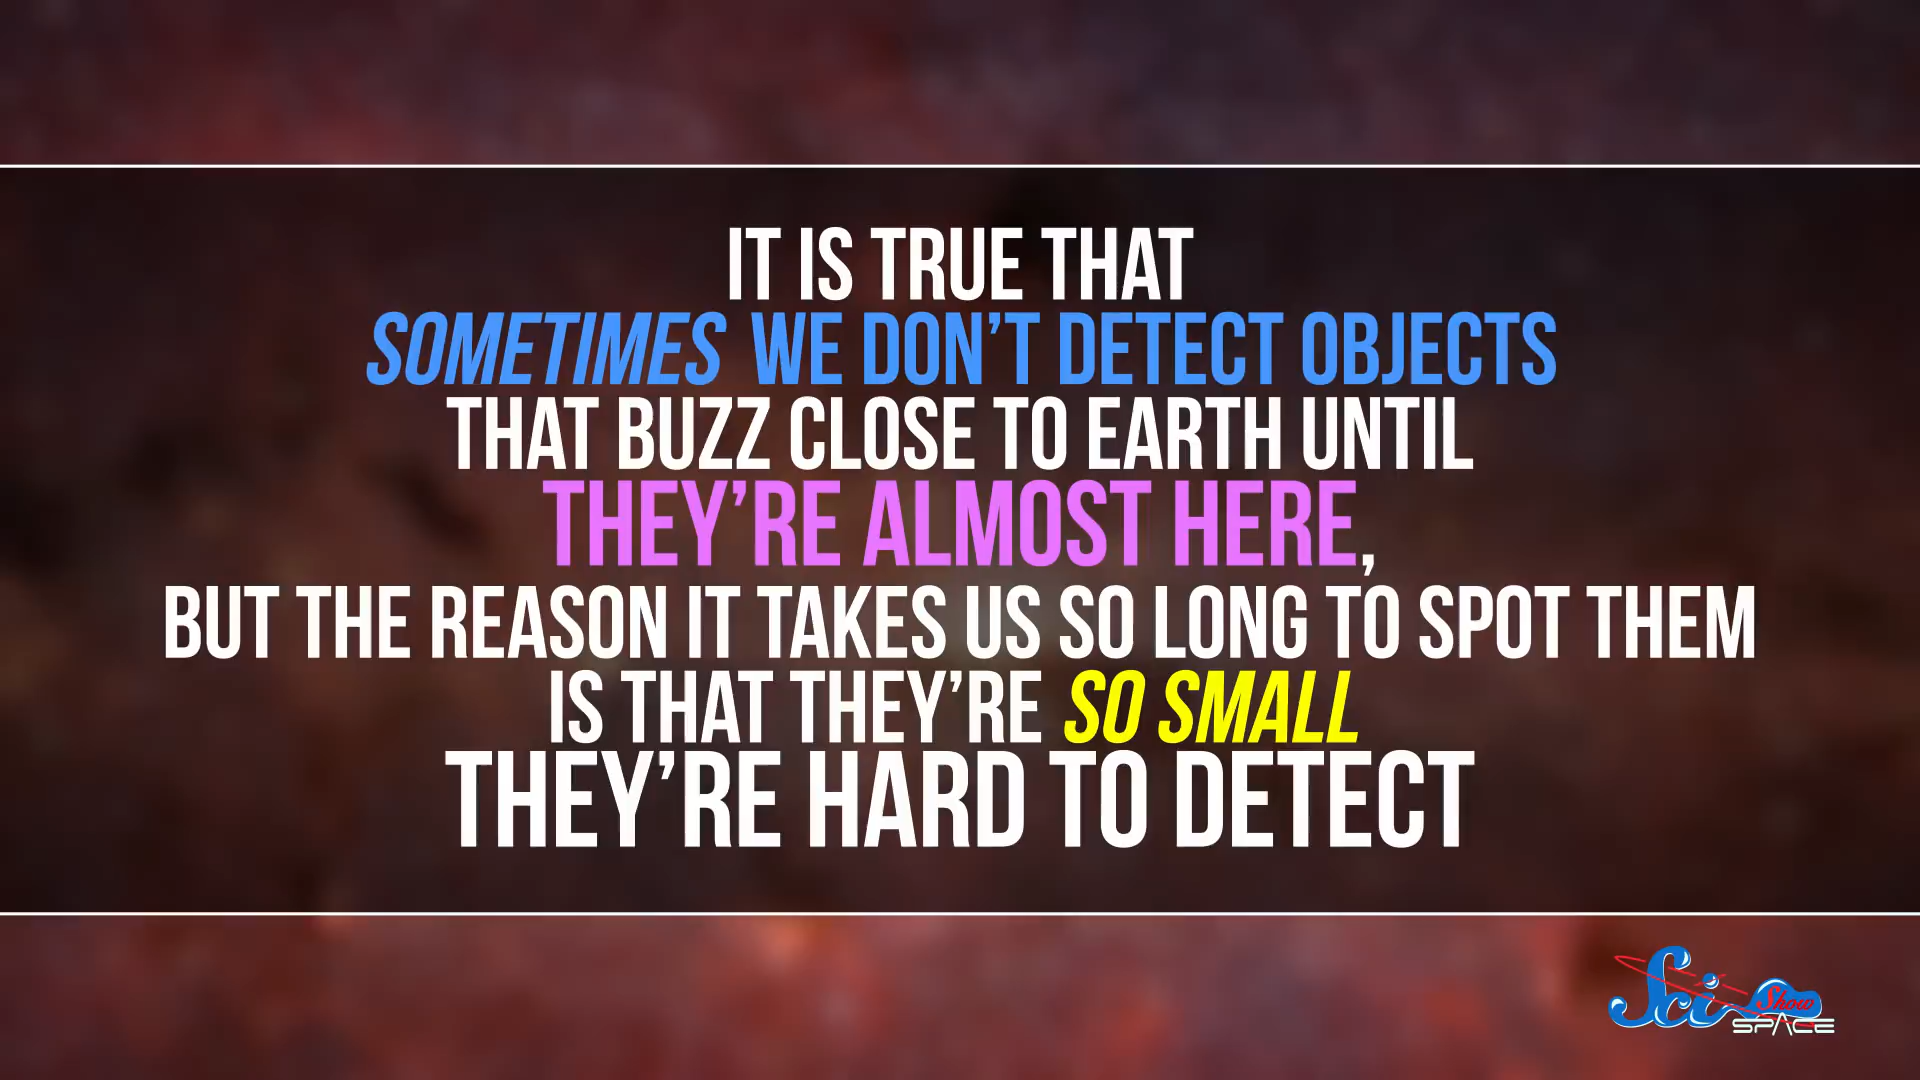 IT IS TRUE THAT
SOMETIMES WE DON'T DETECT OBJECTS
THAT BUZZ CLOSE TO EARTH UNTIL
THEY'RE ALMOST HERE,
BUT THE REASON IT TAKES US SO LONG TO SPOT THEM
IS THAT THEY'RE SO SMALL
THEY'RE HARD TO DETECT
Sci Show
SPACE